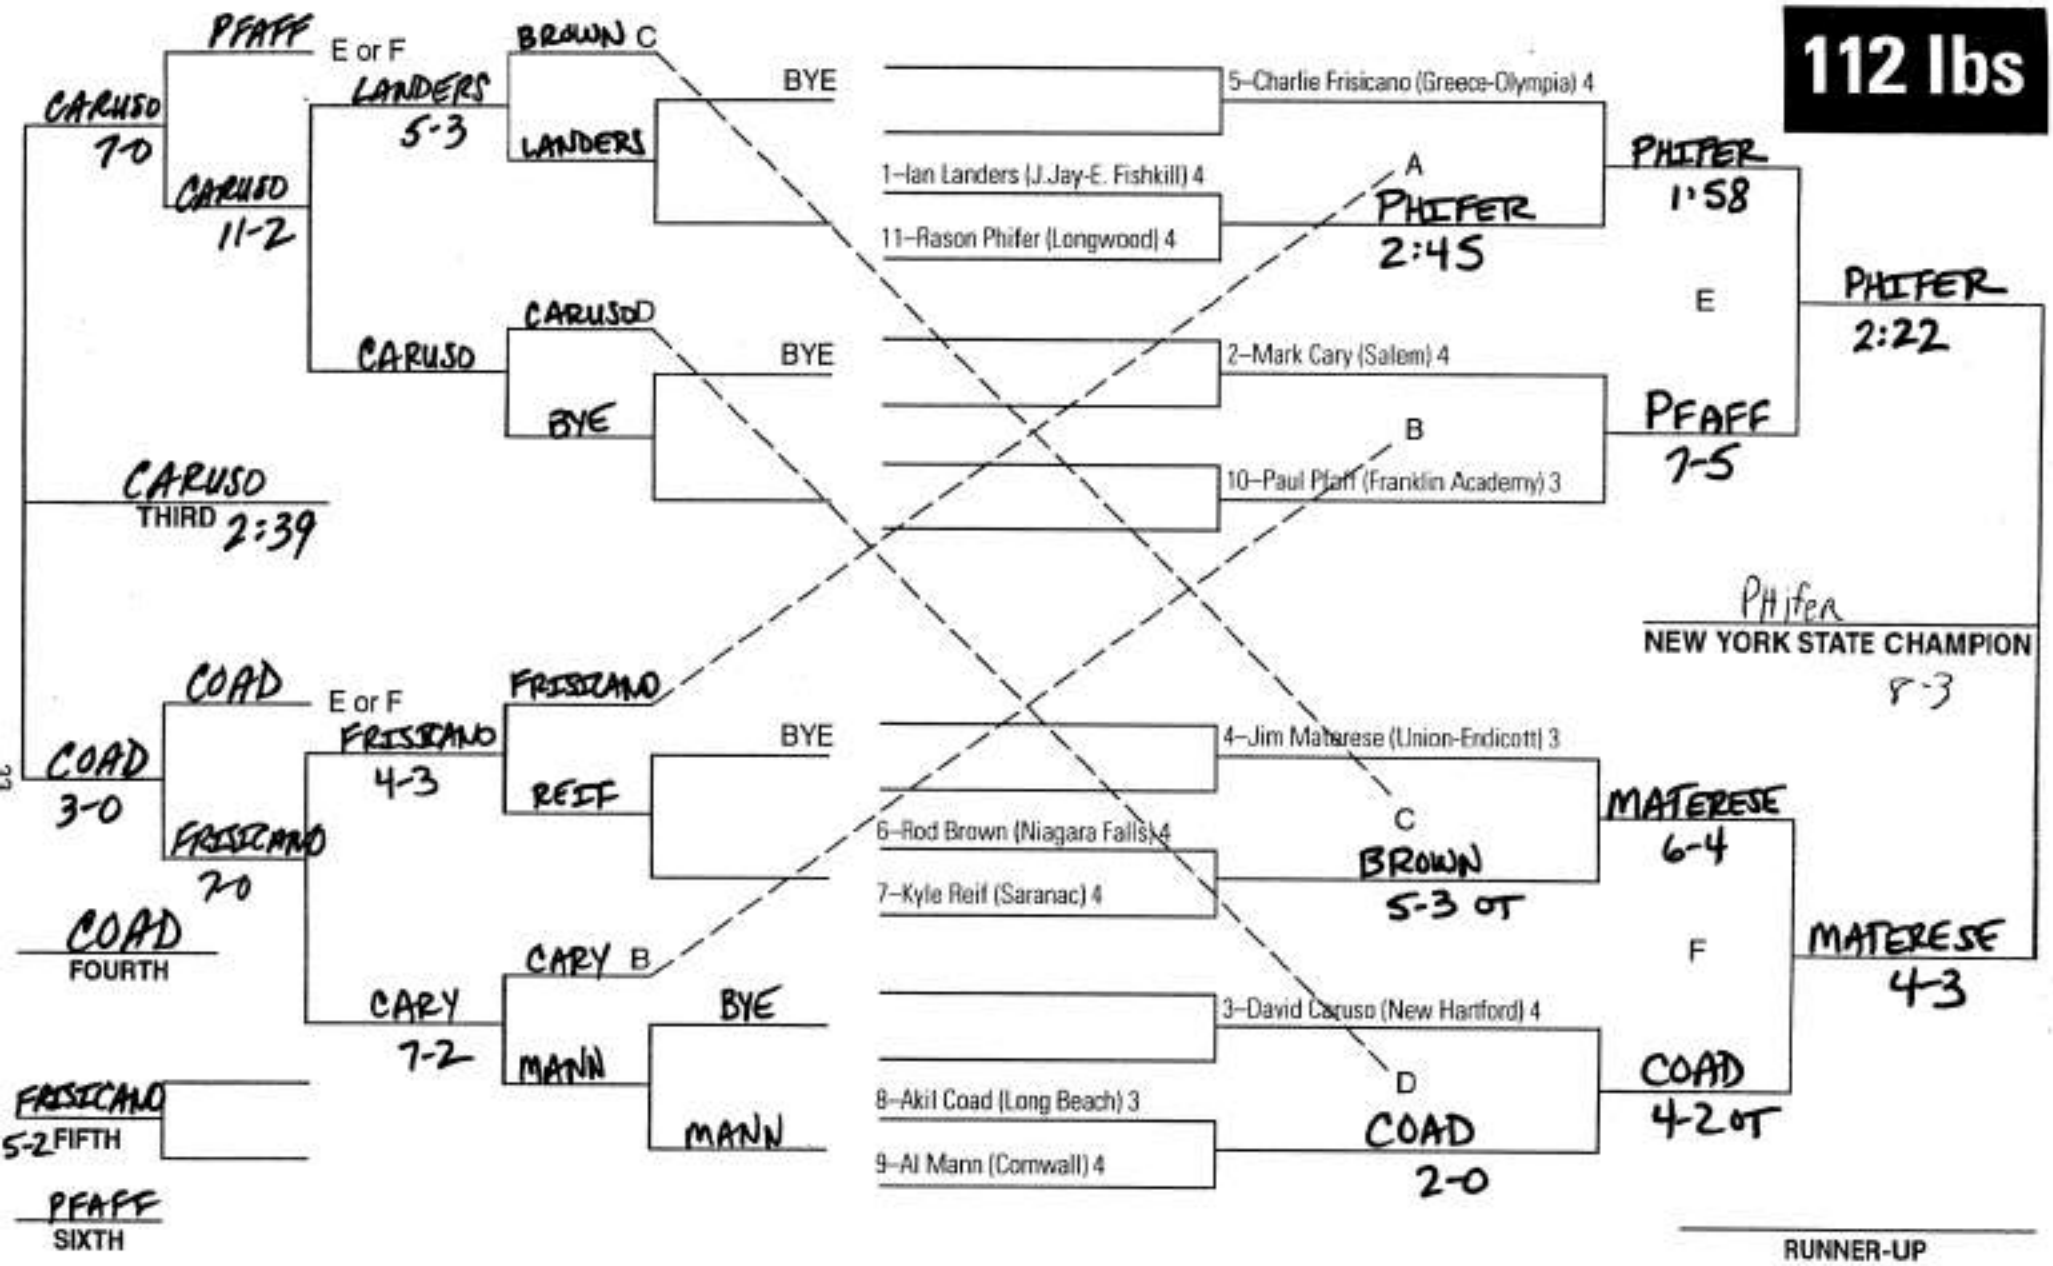 112 lbs
PFAFF
E or F
BROWN C
BYE
5–Charlie Frisicano (Greece-Olympia) 4
CARUSO
7-0
LANDERS
5-3
LANDERS
1–Ian Landers (J.Jay-E. Fishkill) 4
A
PHIFER
1:58
CARUSO
11-2
11–Rason Phifer (Longwood) 4
PHIFER
2:45
E
PHIFER
2:22
CARUSO D
BYE
2–Mark Cary (Salem) 4
CARUSO
BYE
B
PFAFF
7-5
10–Paul Pfaff (Franklin Academy) 3
CARUSO
THIRD 2:39
PHifer
NEW YORK STATE CHAMPION
8-3
COAD
E or F
FRISICANO
BYE
4–Jim Materese (Union-Endicott) 3
FRISICANO
4-3
COAD
3-0
REIF
6–Rod Brown (Niagara Falls) 4
C
MATERESE
6-4
FRISICANO
7-0
7–Kyle Reif (Saranac) 4
BROWN
5-3 OT
COAD
FOURTH
CARY B
F
MATERESE
4-3
CARY
7-2
BYE
3–David Caruso (New Hartford) 4
MANN
D
COAD
4-2 OT
FRISICANO
5-2 FIFTH
MANN
8–Akil Coad (Long Beach) 3
COAD
2-0
9–Al Mann (Cornwall) 4
PFAFF
SIXTH
RUNNER-UP